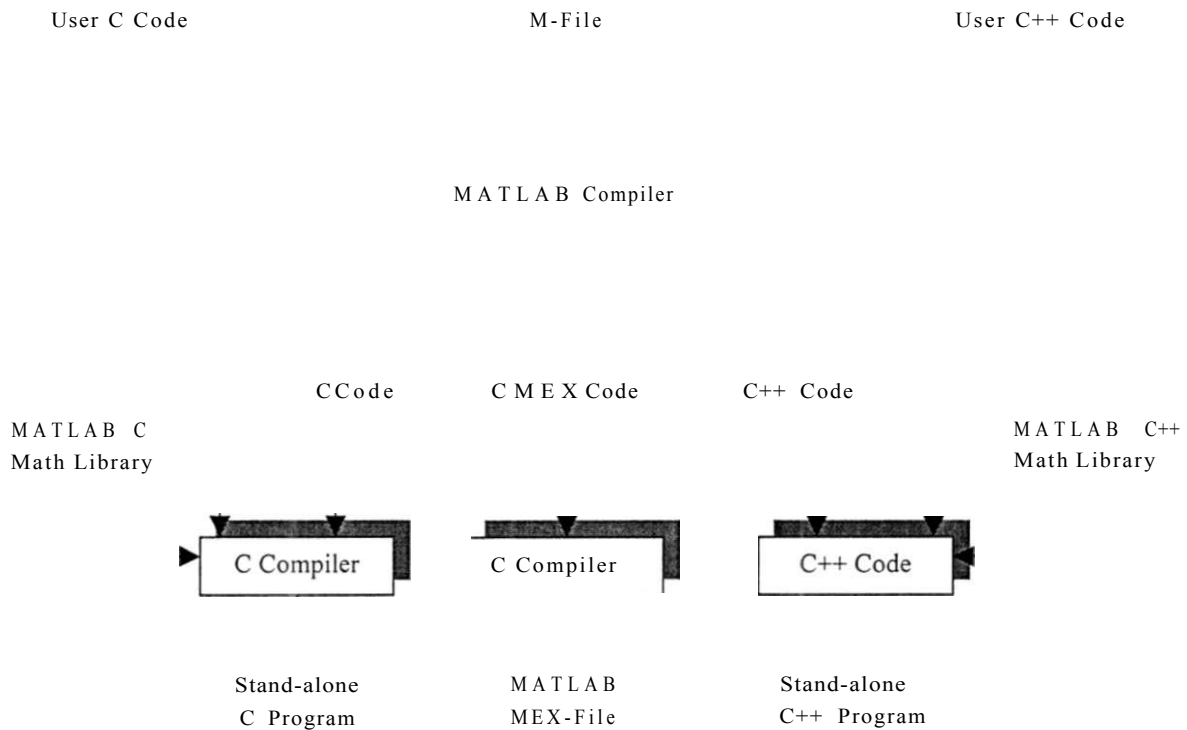 User C Code
M-File
User C++ Code
MATLAB Compiler
CCode
C MEX Code
C++ Code
MATLAB C
Math Library
MATLAB C++
Math Library
C Compiler
C Compiler
C++ Code
Stand-alone
C Program
MATLAB
MEX-File
Stand-alone
C++ Program